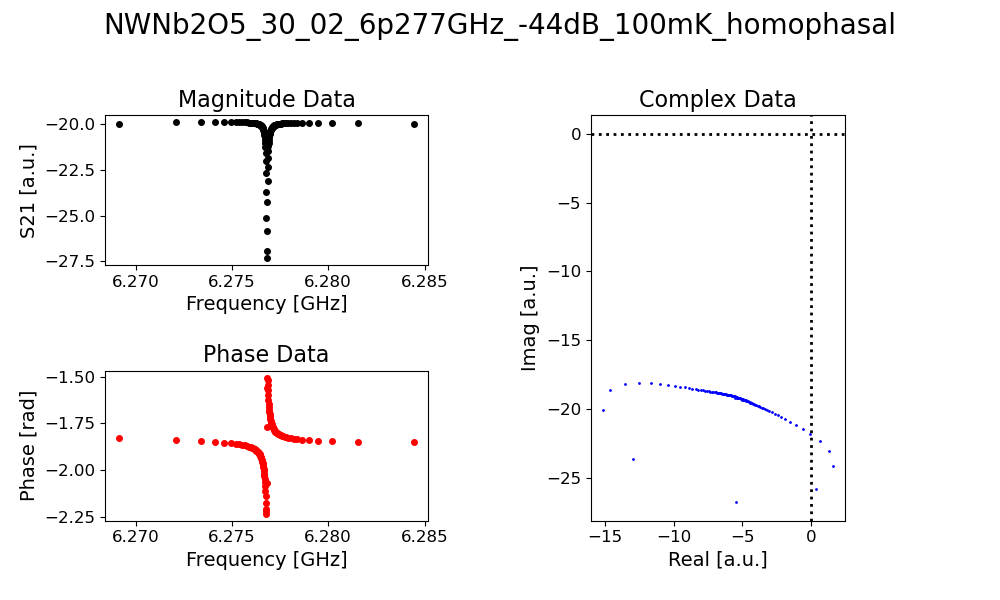 NWNb2O5_30_02_6p277GHz_-44dB_100mK_homophasal
Magnitude Data
S21 [a.u.]
−20.0
−22.5
−25.0
−27.5
6.270 6.275 6.280 6.285
Frequency [GHz]
Phase Data
Phase [rad]
−1.50
−1.75
−2.00
−2.25
6.270 6.275 6.280 6.285
Frequency [GHz]
Complex Data
Imag [a.u.]
0
−5
−10
−15
−20
−25
−15 −10 −5 0
Real [a.u.]